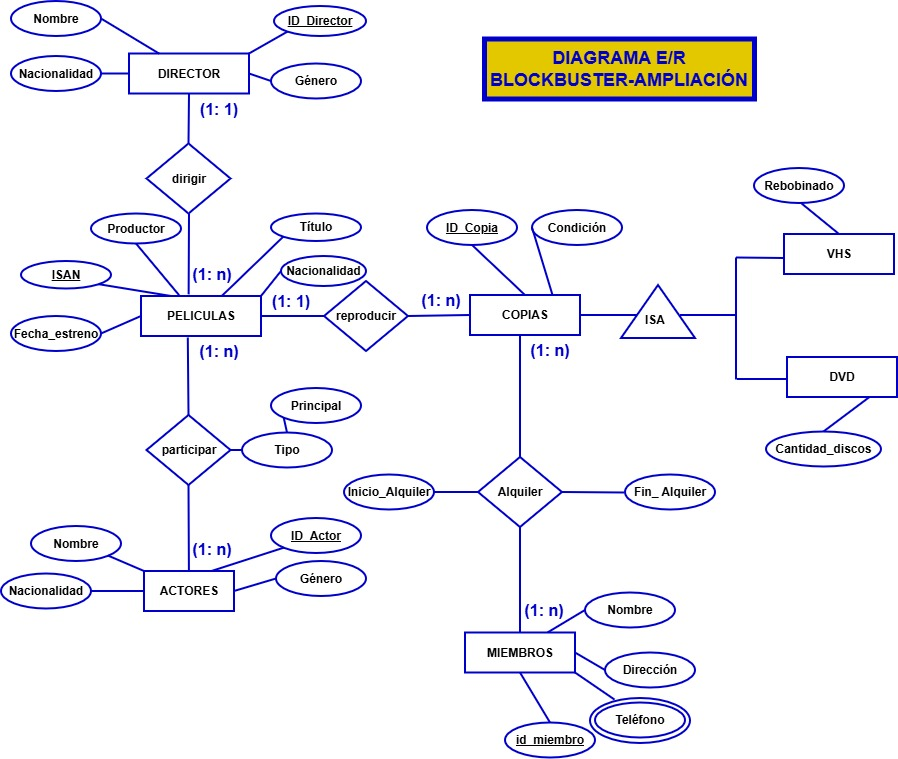 Nombre
ID_Director
DIAGRAMA E/R
BLOCKBUSTER-AMPLIACIÓN
Nacionalidad
DIRECTOR
Género
(1: 1)
dirigir
Rebobinado
Productor
Título
ID_Copia
Condición
VHS
ISAN
(1: n)
Nacionalidad
(1: 1)
(1: n)
Fecha_estreno
PELICULAS
reproducir
COPIAS
ISA
(1: n)
(1: n)
DVD
Principal
participar
Tipo
Cantidad_discos
Inicio_Alquiler
Alquiler
Fin_ Alquiler
Nombre
(1: n)
ID_Actor
Nacionalidad
ACTORES
Género
(1: n)
Nombre
MIEMBROS
Dirección
Teléfono
id_miembro